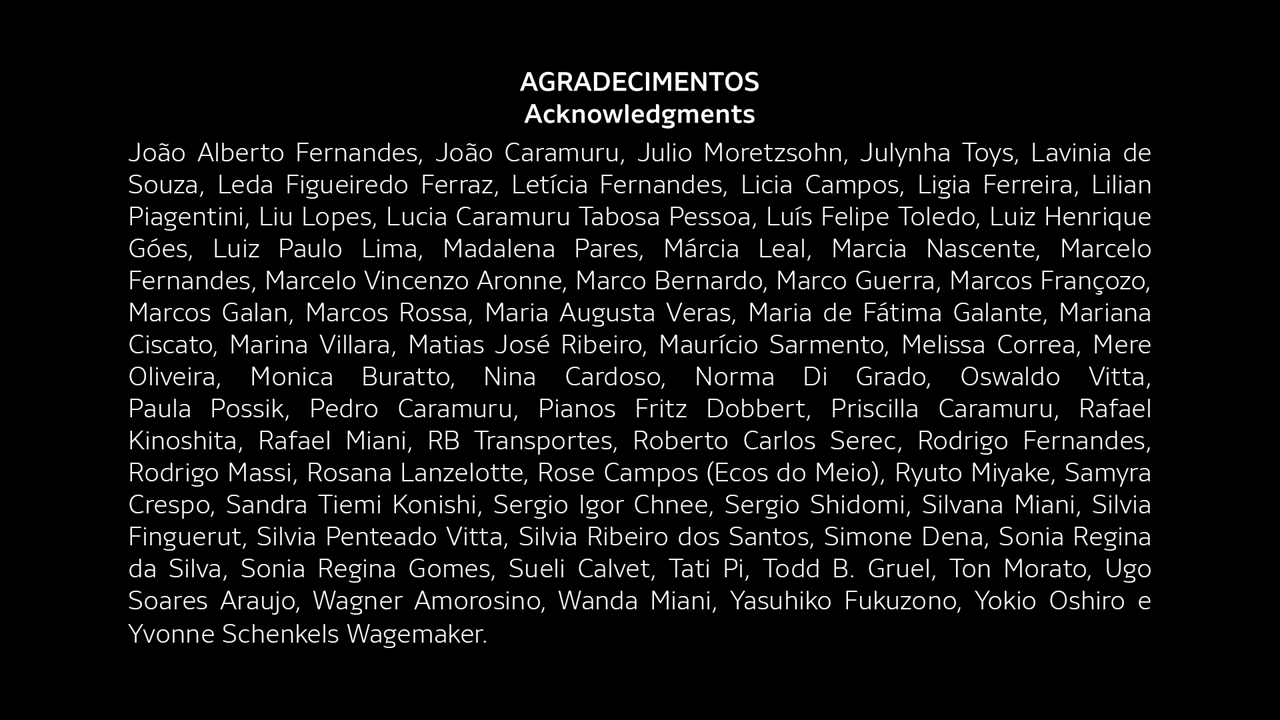 AGRADECIMENTOS
Acknowledgments
João Alberto Fernandes, João Caramuru, Julio Moretzsohn, Julynha Toys, Lavinia de
Souza, Leda Figueiredo Ferraz, Letícia Fernandes, Licia Campos, Ligia Ferreira, Lilian
Piagentini, Liu Lopes, Lucia Caramuru Tabosa Pessoa, Luís Felipe Toledo, Luiz Henrique
Góes, Luiz Paulo Lima, Madalena Pares, Márcia Leal, Marcia Nascente, Marcelo
Fernandes, Marcelo Vincenzo Aronne, Marco Bernardo, Marco Guerra, Marcos Françozo,
Marcos Galan, Marcos Rossa, Maria Augusta Veras, Maria de Fátima Galante, Mariana
Ciscato, Marina Villara, Matias José Ribeiro, Maurício Sarmento, Melissa Correa, Mere
Oliveira, Monica Buratto, Nina Cardoso, Norma Di Grado, Oswaldo Vitta,
Paula Possik, Pedro Caramuru, Pianos Fritz Dobbert, Priscilla Caramuru, Rafael
Kinoshita, Rafael Miani, RB Transportes, Roberto Carlos Serec, Rodrigo Fernandes,
Rodrigo Massi, Rosana Lanzelotte, Rose Campos (Ecos do Meio), Ryuto Miyake, Samyra
Crespo, Sandra Tiemi Konishi, Sergio Igor Chnee, Sergio Shidomi, Silvana Miani, Silvia
Finguerut, Silvia Penteado Vitta, Silvia Ribeiro dos Santos, Simone Dena, Sonia Regina
da Silva, Sonia Regina Gomes, Sueli Calvet, Tati Pi, Todd B. Gruel, Ton Morato, Ugo
Soares Araujo, Wagner Amorosino, Wanda Miani, Yasuhiko Fukuzono, Yokio Oshiro e
Yvonne Schenkels Wagemaker.